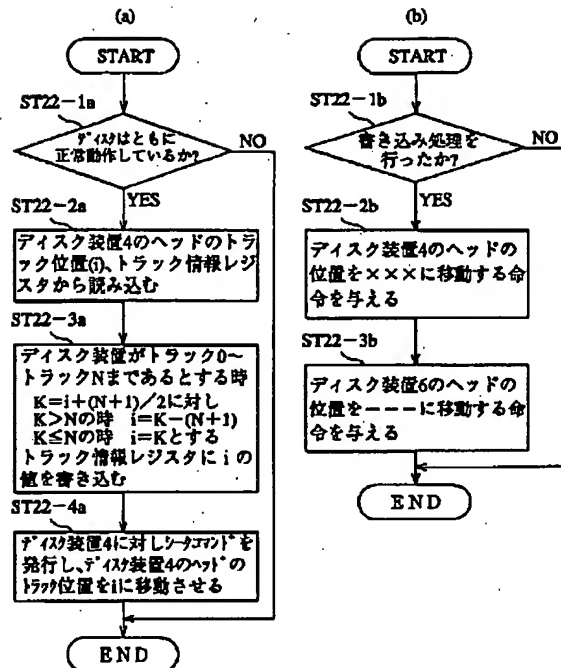 (a)
START
ST22-1a
ディスクはともに
正常動作しているか?
NO
YES
ST22-2a
ディスク装置4のヘッドのトラ
ック位置(i)、トラック情報レジ
スタから読み込む
ST22-3a
ディスク装置がトラック0~
トラックNまであるとする時
K=i+(N+1)/2に対し
K>Nの時 i=K-(N+1)
K≦Nの時 i=Kとする
トラック情報レジスタにiの
値を書き込む
ST22-4a
ディスク装置4に対しシータコマンドを
発行し、ディスク装置4のヘッドの
トラック位置をiに移動させる
END
(b)
START
ST22-1b
書き込み処理を
行ったか?
NO
YES
ST22-2b
ディスク装置4のヘッドの
位置を×××に移動する命
令を与える
ST22-3b
ディスク装置6のヘッドの
位置を---に移動する命
令を与える
END